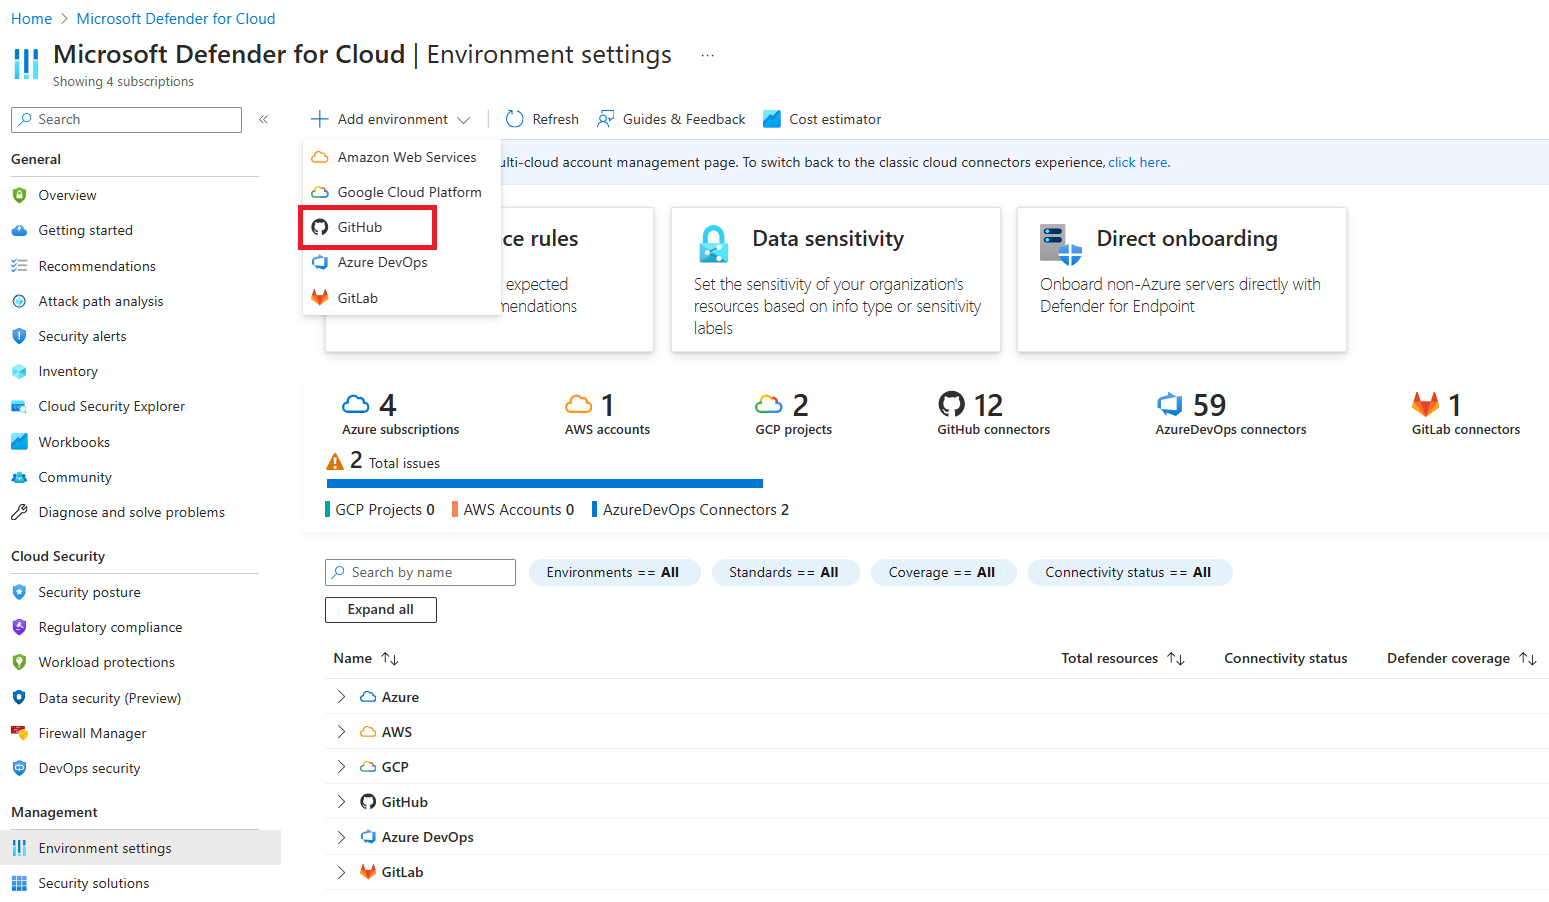 Home > Microsoft Defender for Cloud
Microsoft Defender for Cloud | Environment settings ...
Showing 4 subscriptions
Search
«
Add environment
Refresh
Guides & Feedback
Cost estimator
Amazon Web Services
Google Cloud Platform
GitHub
Azure DevOps
GitLab
multi-cloud account management page. To switch back to the classic cloud connectors experience, click here.
General
Overview
Getting started
Recommendations
Attack path analysis
Security alerts
Inventory
Cloud Security Explorer
Workbooks
Community
Diagnose and solve problems
Cloud Security
Security posture
Regulatory compliance
Workload protections
Data security (Preview)
Firewall Manager
DevOps security
Management
Environment settings
Security solutions
ce rules
expected
mendations
Data sensitivity
Set the sensitivity of your organization's
resources based on info type or sensitivity
labels
Direct onboarding
Onboard non-Azure servers directly with
Defender for Endpoint
4
Azure subscriptions
1
AWS accounts
2
GCP projects
12
GitHub connectors
59
AzureDevOps connectors
1
GitLab connectors
2 Total issues
GCP Projects 0
AWS Accounts 0
AzureDevOps Connectors 2
Search by name
Environments == All
Standards == All
Coverage == All
Connectivity status == All
Expand all
Name
Total resources
Connectivity status
Defender coverage
Azure
AWS
GCP
GitHub
Azure DevOps
GitLab